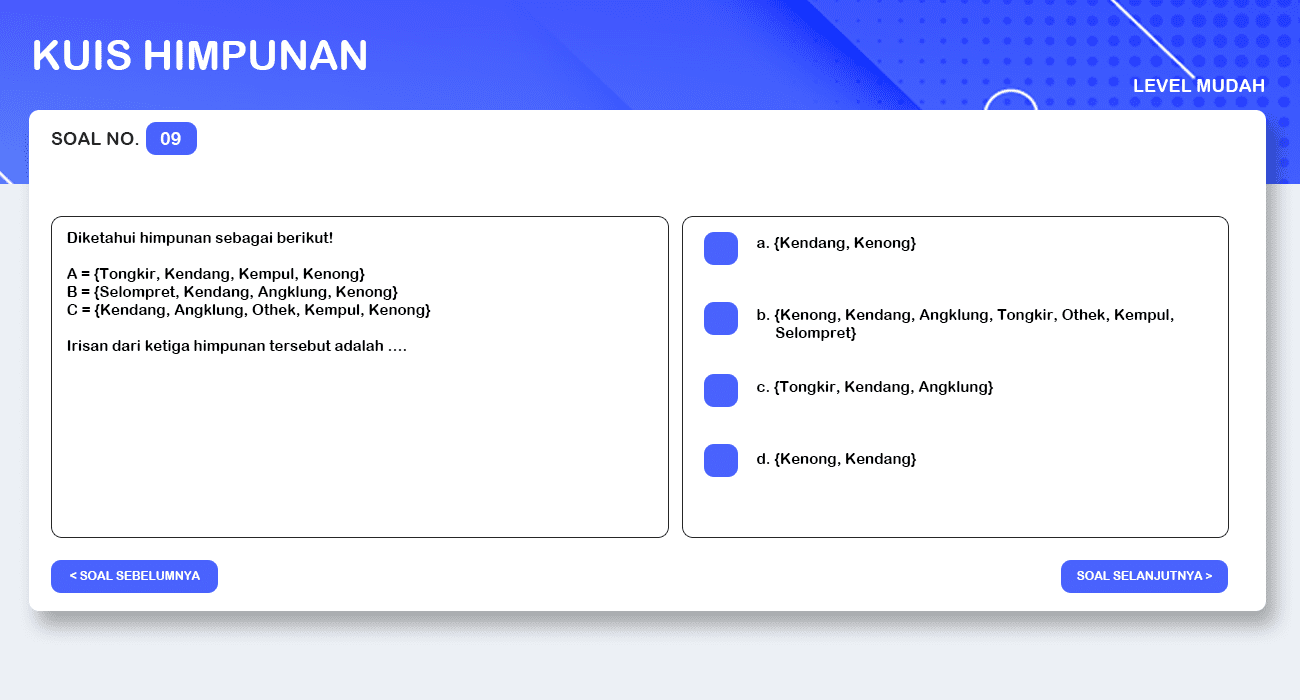 KUIS HIMPUNAN
LEVEL MUDAH
SOAL NO. 09
Diketahui himpunan sebagai berikut!
A = {Tongkir, Kendang, Kempul, Kenong}
B = {Selompret, Kendang, Angklung, Kenong}
C = {Kendang, Angklung, Othek, Kempul, Kenong}
Irisan dari ketiga himpunan tersebut adalah ....
a. {Kendang, Kenong}
b. {Kenong, Kendang, Angklung, Tongkir, Othek, Kempul,
Selompret}
c. {Tongkir, Kendang, Angklung}
d. {Kenong, Kendang}
< SOAL SEBELUMNYA
SOAL SELANJUTNYA >